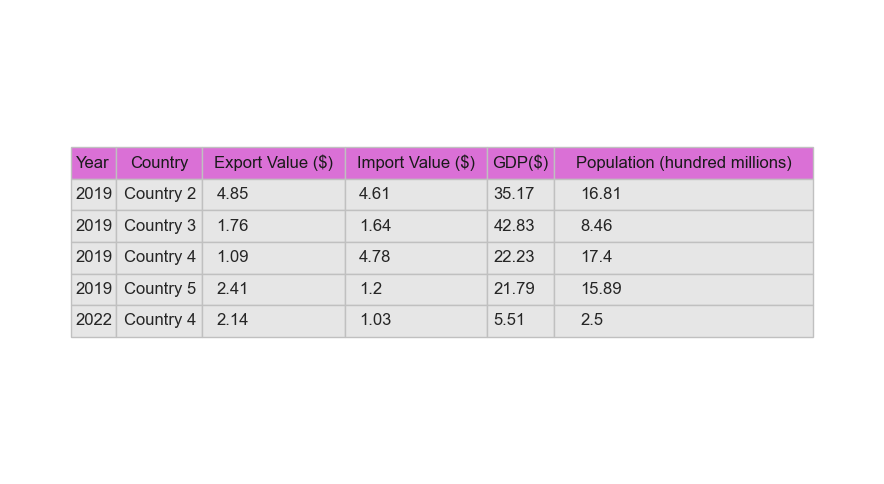 Year Country Export Value ($) Import Value ($) GDP($) Population (hundred millions)
2019 Country 2 4.85 4.61 35.17 16.81
2019 Country 3 1.76 1.64 42.83 8.46
2019 Country 4 1.09 4.78 22.23 17.4
2019 Country 5 2.41 1.2 21.79 15.89
2022 Country 4 2.14 1.03 5.51 2.5